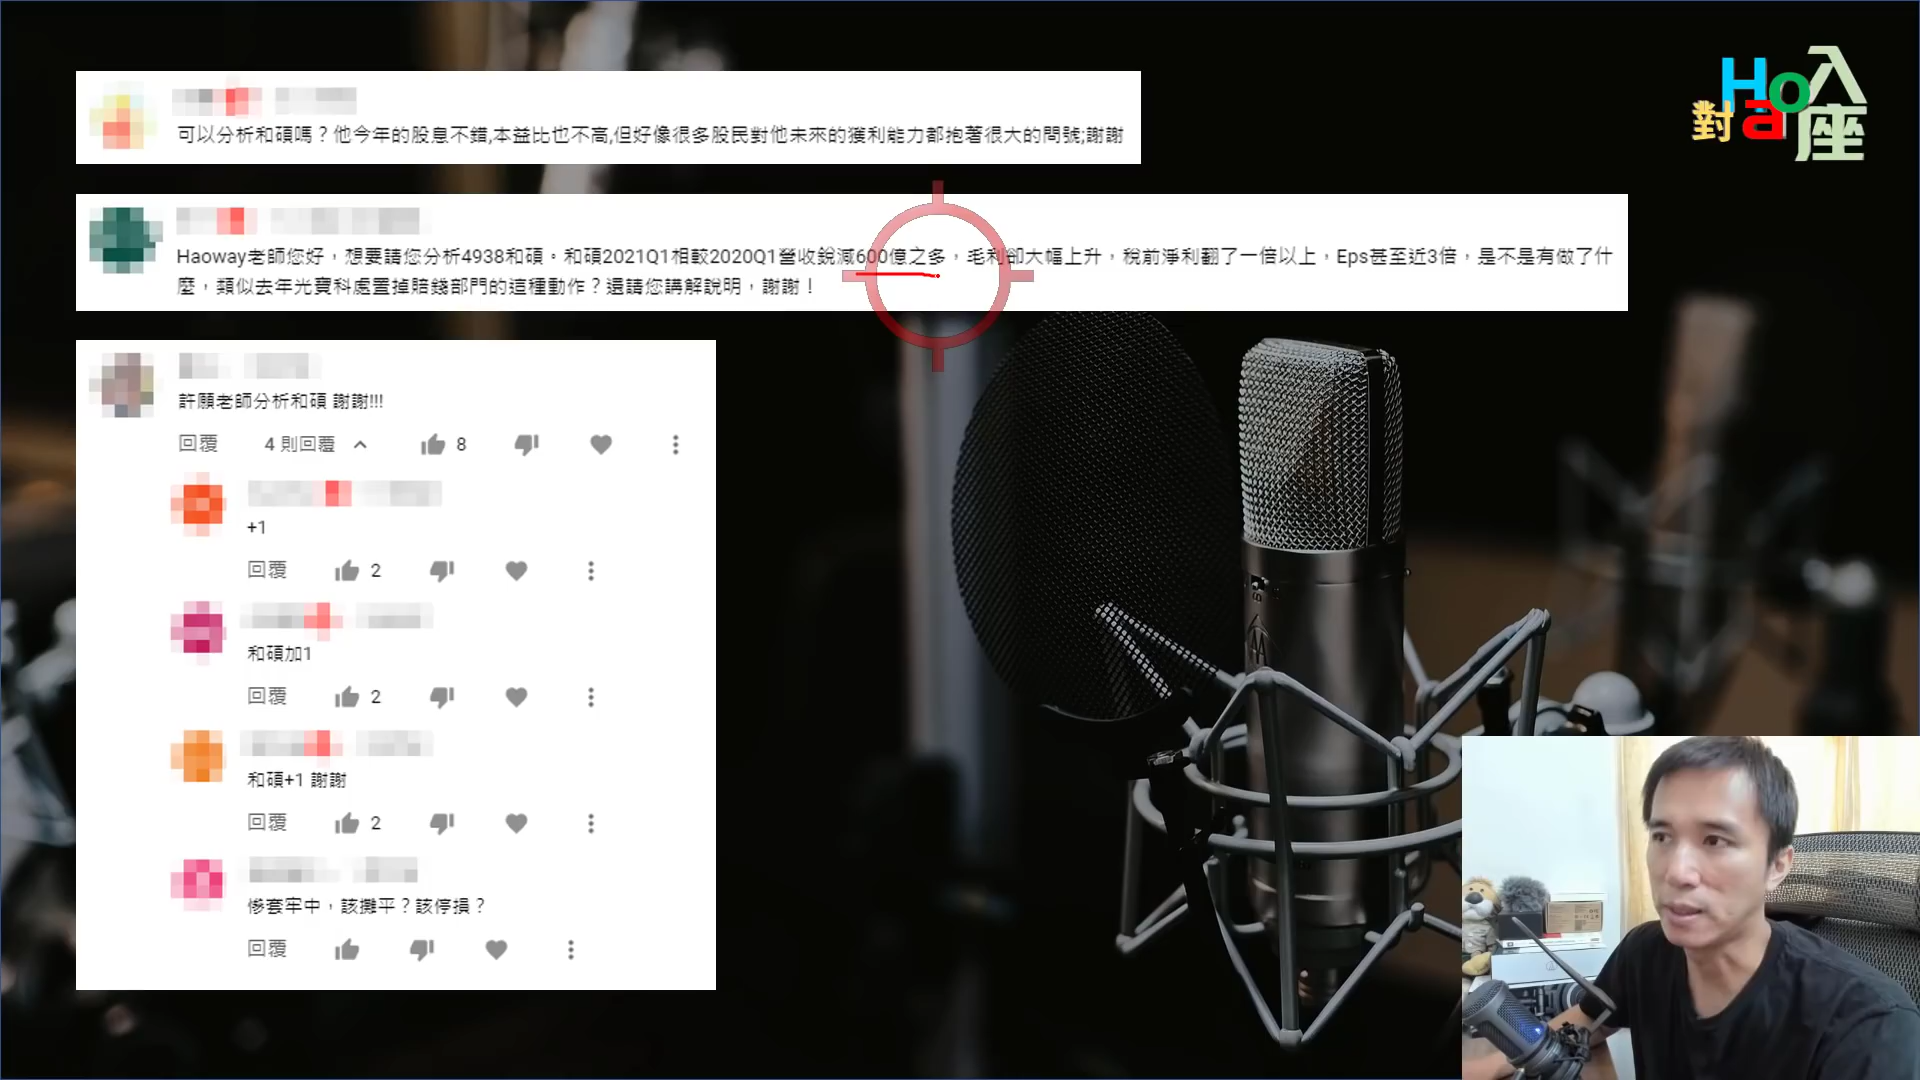 可以分析和碩嗎？他今年的股息不錯,本益比也不高,但好像很多股民對他未來的獲利能力都抱著很大的問號;謝謝
對Hao a入座
Haoway老師您好，想要請您分析4938和碩。和碩2021Q1相較2020Q1營收銳減600億之多，毛利卻大幅上升，稅前淨利翻了一倍以上，Eps甚至近3倍，是不是有做了什
麼，類似去年光寶科處置掉賠錢部門的這種動作？還請您講解說明，謝謝！
許願老師分析和碩 謝謝!!!
回覆 4 則回覆 8
+1
回覆 2
和碩加1
回覆 2
和碩+1 謝謝
回覆 2
慘套牢中，該攤平？該停損？
回覆